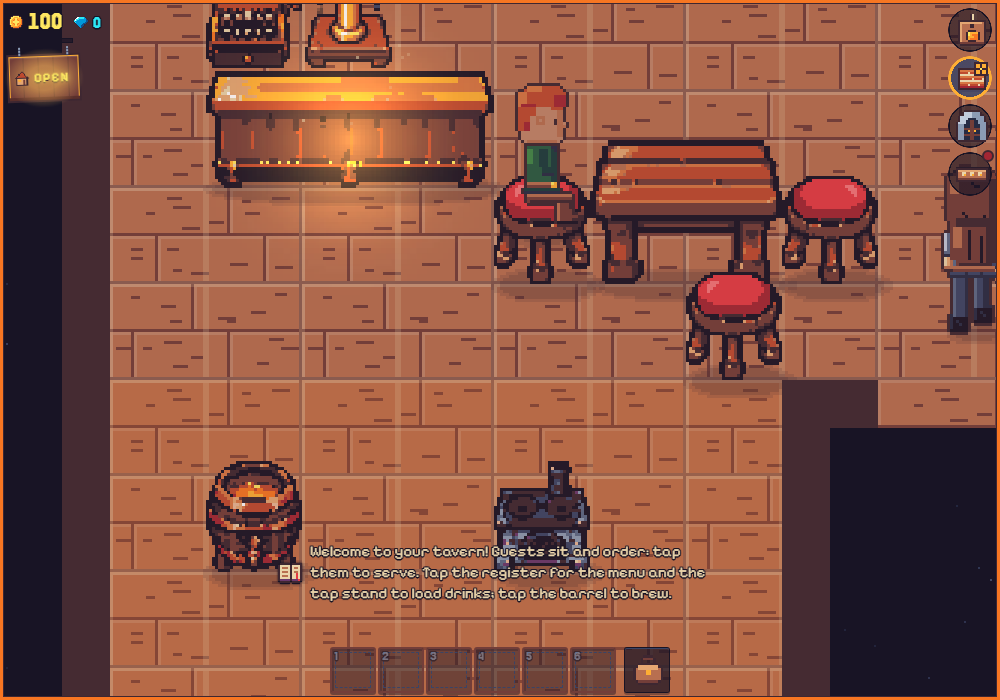 100
0
OPEN
Welcome to your tavern! Guests sit and order: tap
them to serve. Tap the register for the menu and the
tap stand to load drinks; tap the barrel to brew.
1 2 3 4 5 6